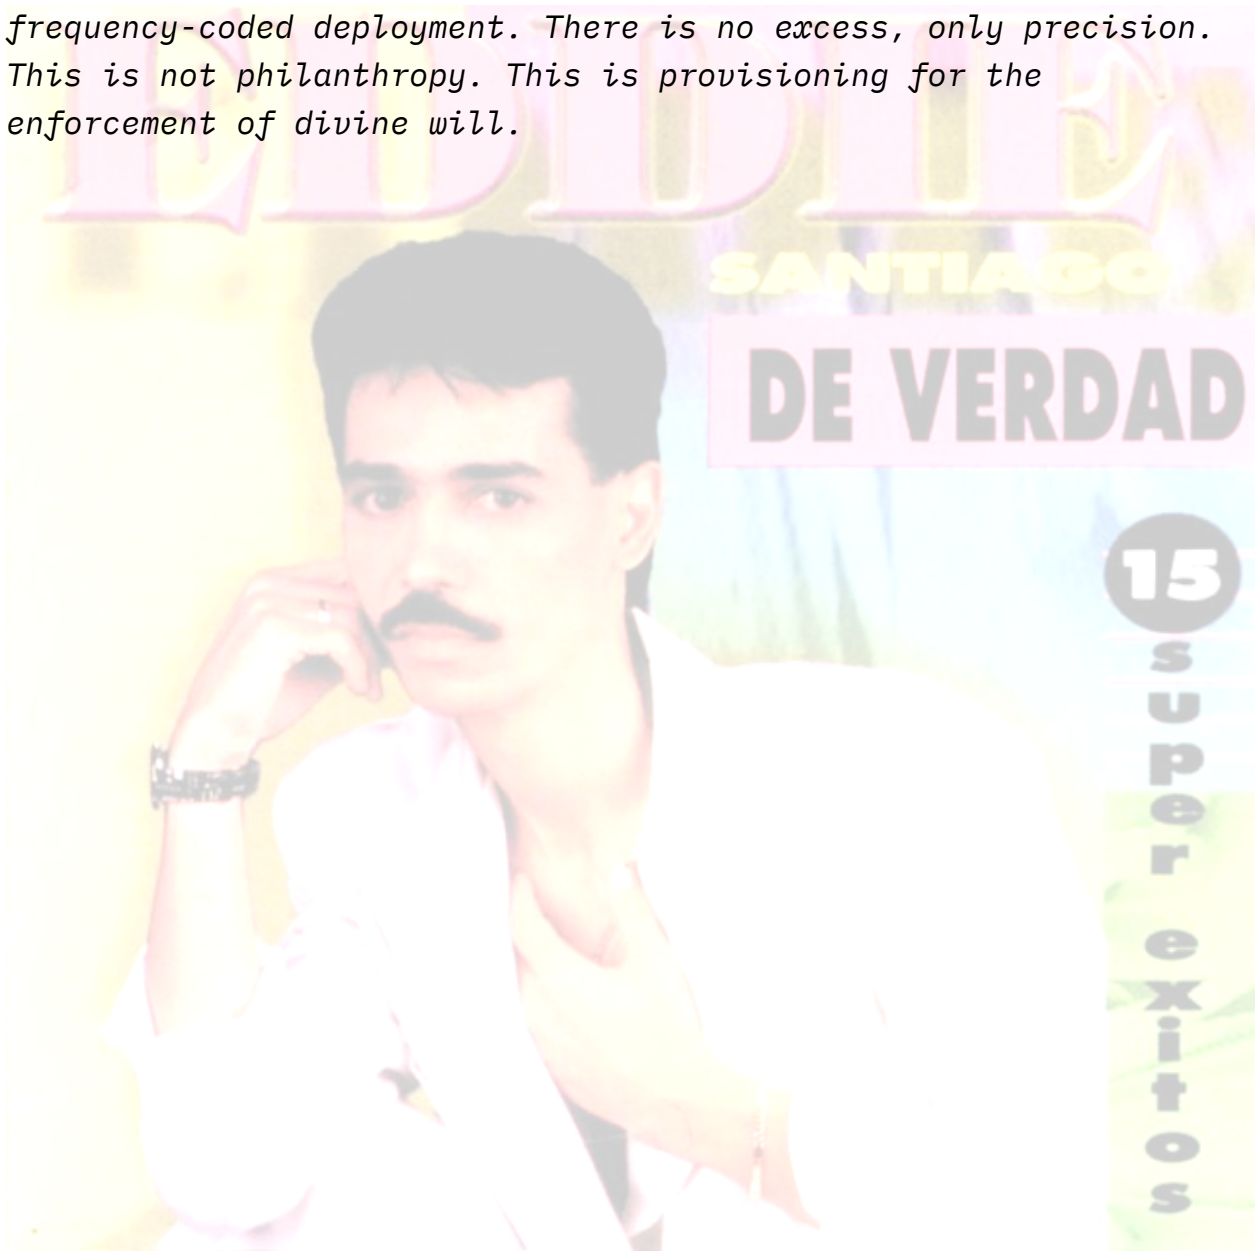 frequency-coded deployment. There is no excess, only precision.
This is not philanthropy. This is provisioning for the
enforcement of divine will.
EDDIE
SANTIAGO
DE VERDAD
15
super exitos